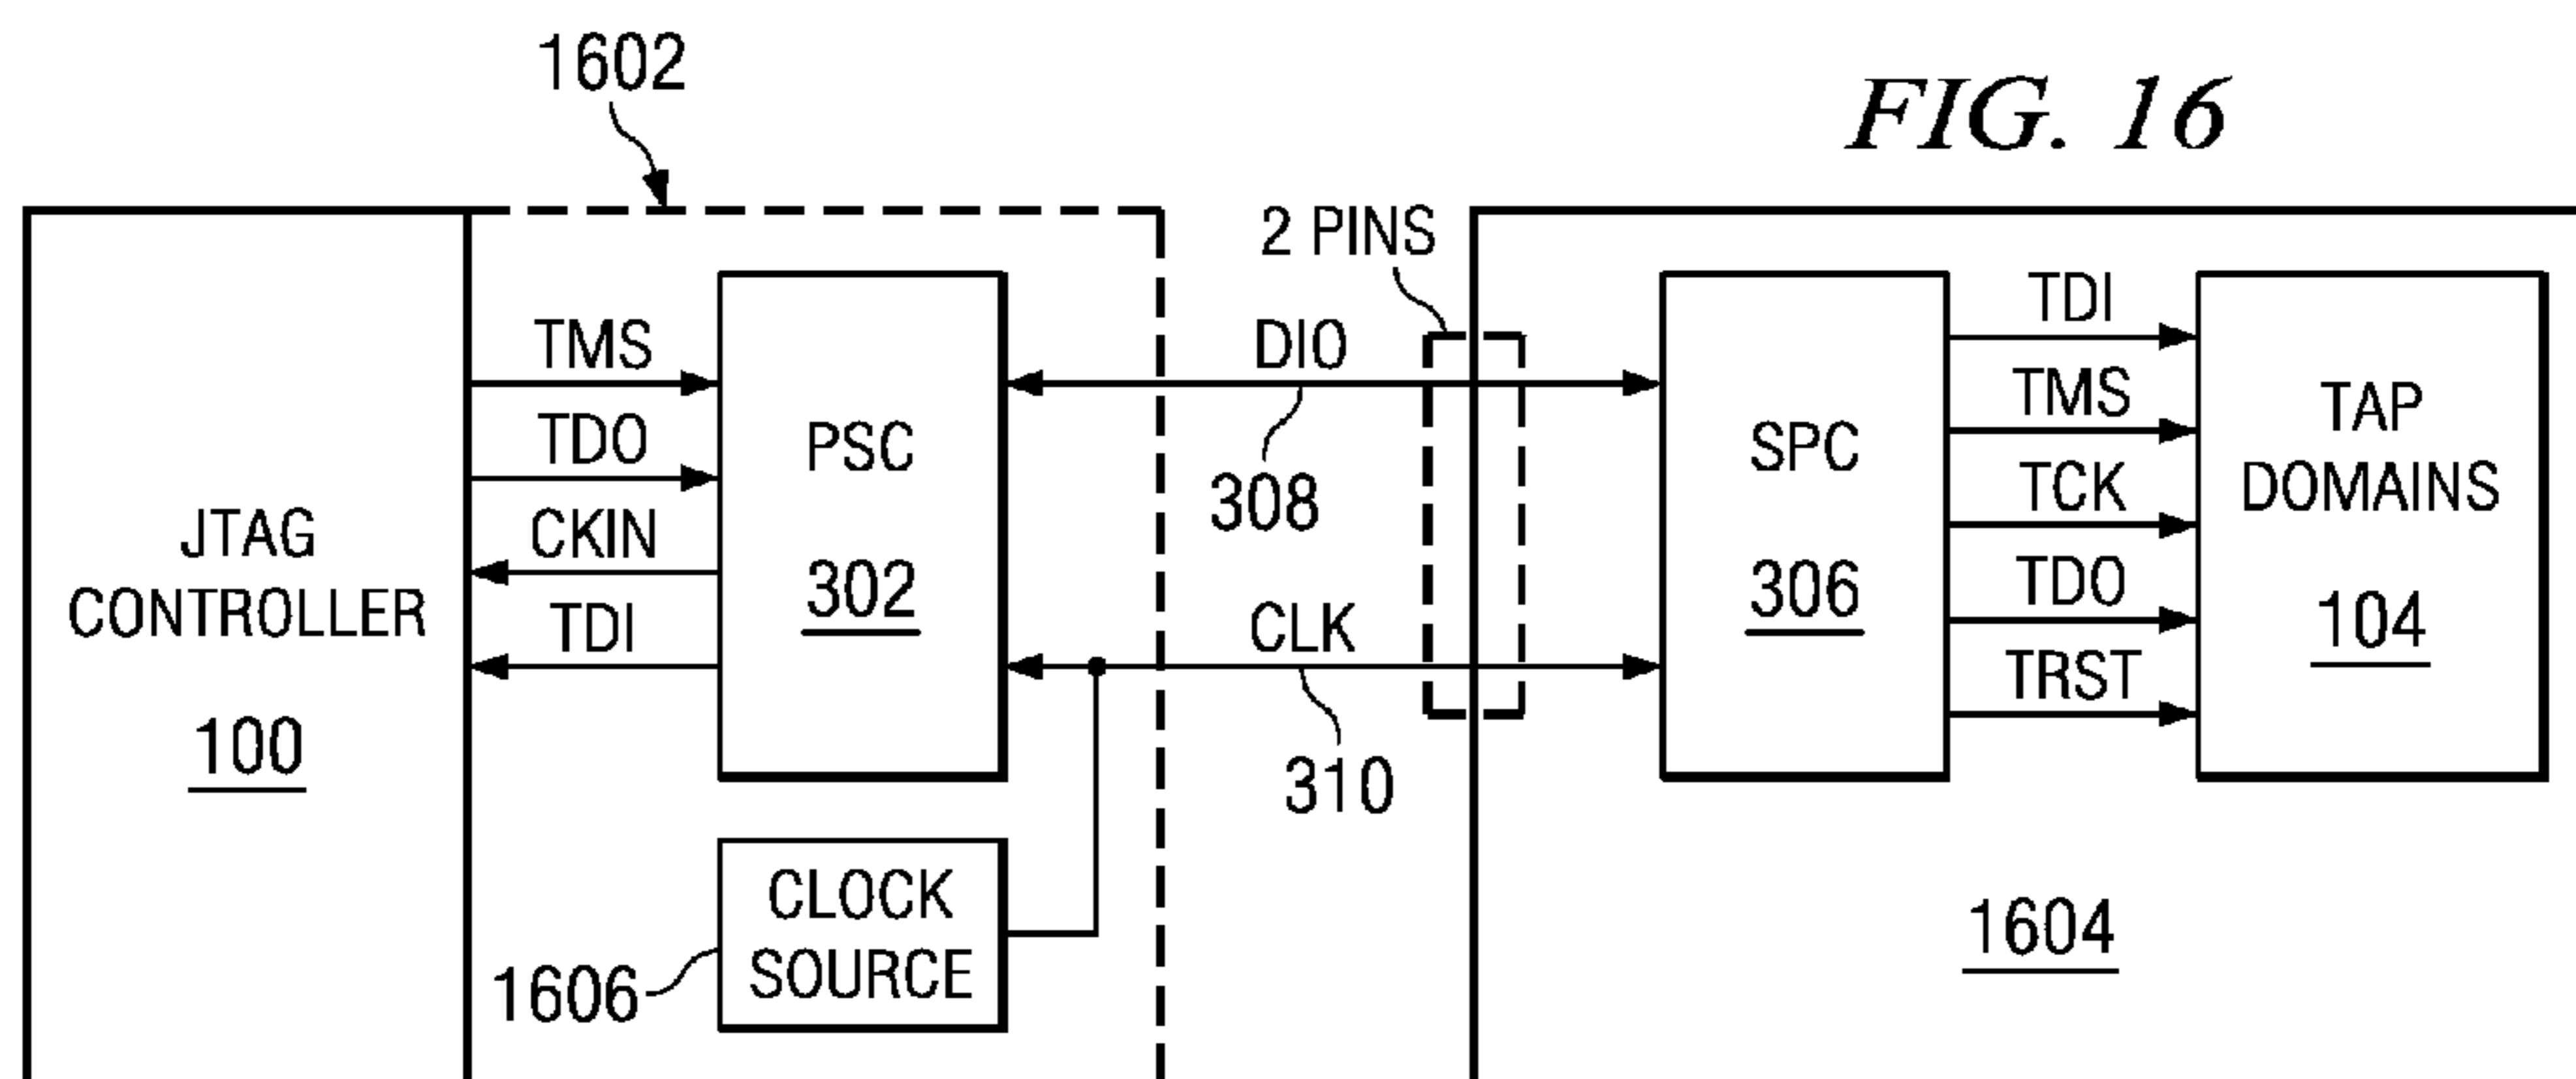 FIG. 16
1602
2 PINS
JTAG
CONTROLLER
100
TMS
TDO
CKIN
TDI
PSC
302
CLOCK
SOURCE
1606
DIO
308
CLK
310
SPC
306
TDI
TMS
TCK
TDO
TRST
TAP
DOMAINS
104
1604